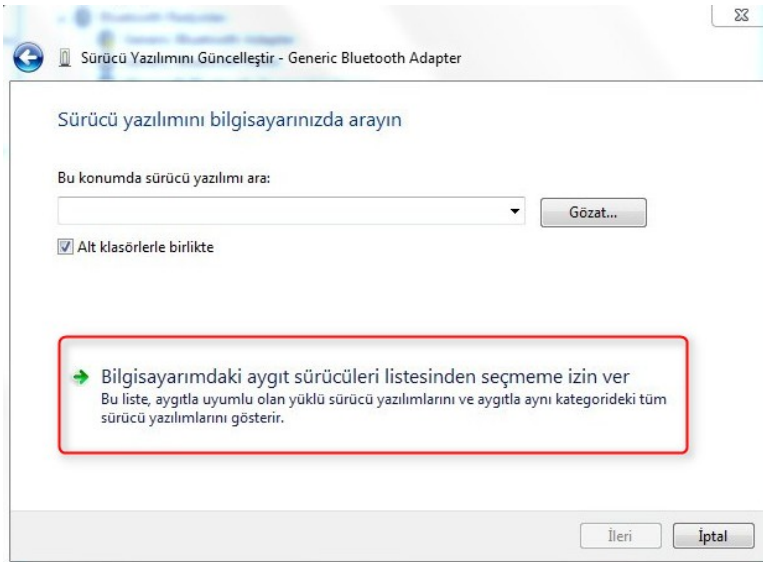 Sürücü Yazılımını Güncelleştir - Generic Bluetooth Adapter
Sürücü yazılımını bilgisayarınızda arayın
Bu konumda sürücü yazılımı ara:
Gözat...
Alt klasörlerle birlikte
Bilgisayarımdaki aygıt sürücüleri listesinden seçmeme izin ver
Bu liste, aygıtla uyumlu olan yüklü sürücü yazılımlarını ve aygıtla aynı kategorideki tüm
sürücü yazılımlarını gösterir.
İleri
İptal